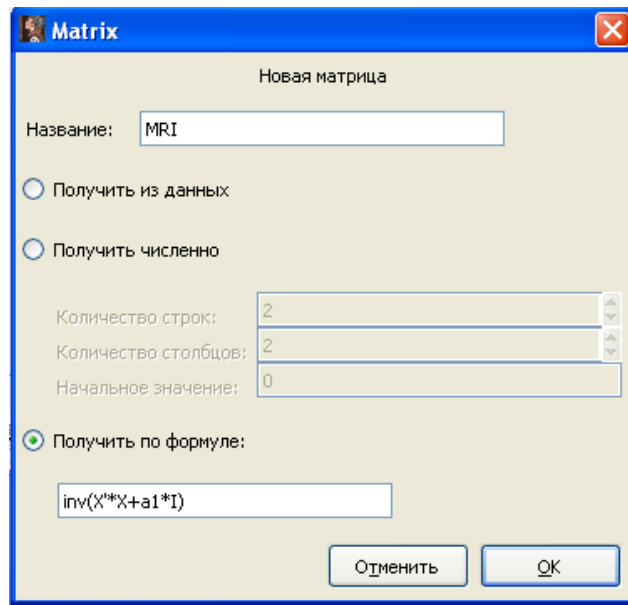 Matrix
Новая матрица
Название: MRI
Получить из данных
Получить численно
Количество строк: 2
Количество столбцов: 2
Начальное значение: 0
Получить по формуле:
inv(X'*X+a1*I)
Отменить OK